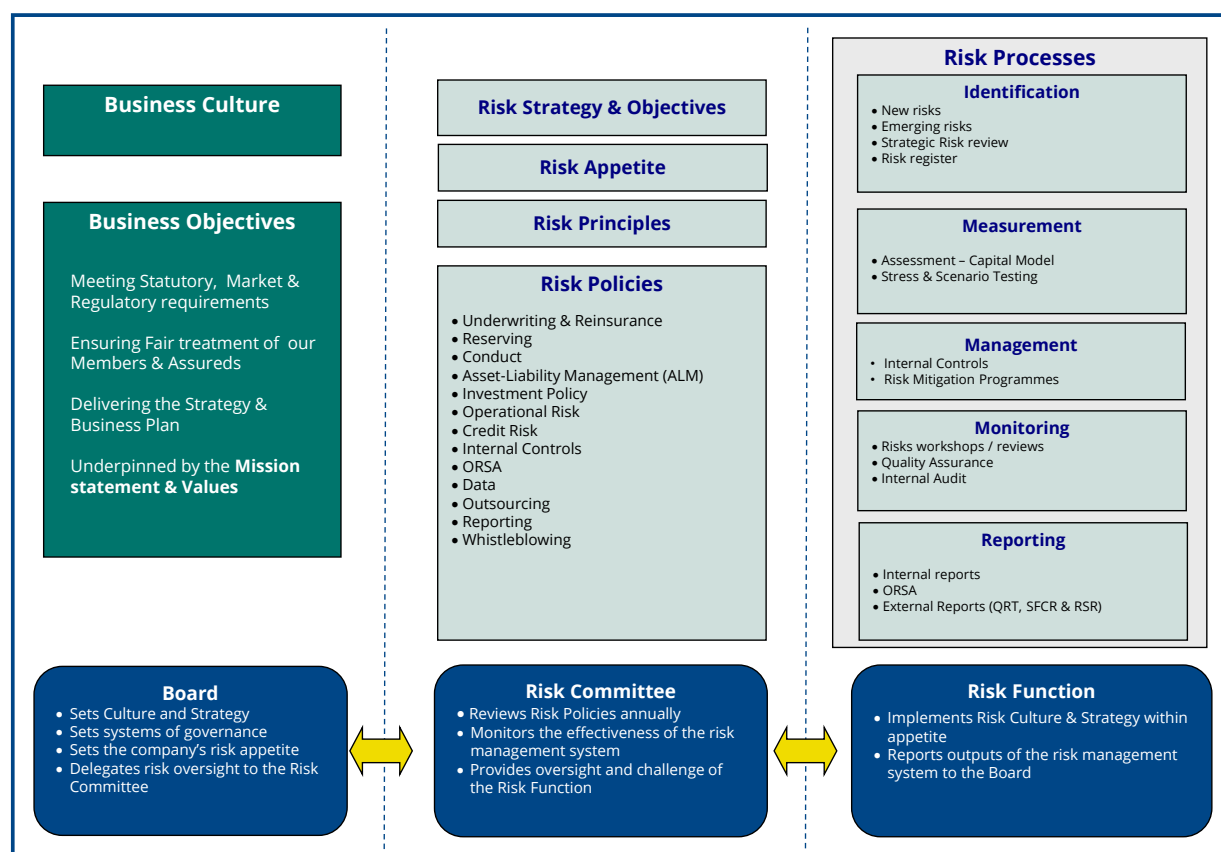 Business Culture
Business Objectives
Meeting Statutory, Market &
Regulatory requirements
Ensuring Fair treatment of our
Members & Assureds
Delivering the Strategy &
Business Plan
Underpinned by the Mission
statement & Values
Board
• Sets Culture and Strategy
• Sets systems of governance
• Sets the company's risk appetite
• Delegates risk oversight to the Risk
Committee
Risk Strategy & Objectives
Risk Appetite
Risk Principles
Risk Policies
• Underwriting & Reinsurance
• Reserving
• Conduct
• Asset-Liability Management (ALM)
• Investment Policy
• Operational Risk
• Credit Risk
• Internal Controls
• ORSA
• Data
• Outsourcing
• Reporting
• Whistleblowing
Risk Committee
• Reviews Risk Policies annually
• Monitors the effectiveness of the risk
management system
• Provides oversight and challenge of
the Risk Function
Risk Processes
Identification
• New risks
• Emerging risks
• Strategic Risk review
• Risk register
Measurement
• Assessment – Capital Model
• Stress & Scenario Testing
Management
• Internal Controls
• Risk Mitigation Programmes
Monitoring
• Risks workshops / reviews
• Quality Assurance
• Internal Audit
Reporting
• Internal reports
• ORSA
• External Reports (QRT, SFCR & RSR)
Risk Function
• Implements Risk Culture & Strategy within
appetite
• Reports outputs of the risk management
system to the Board